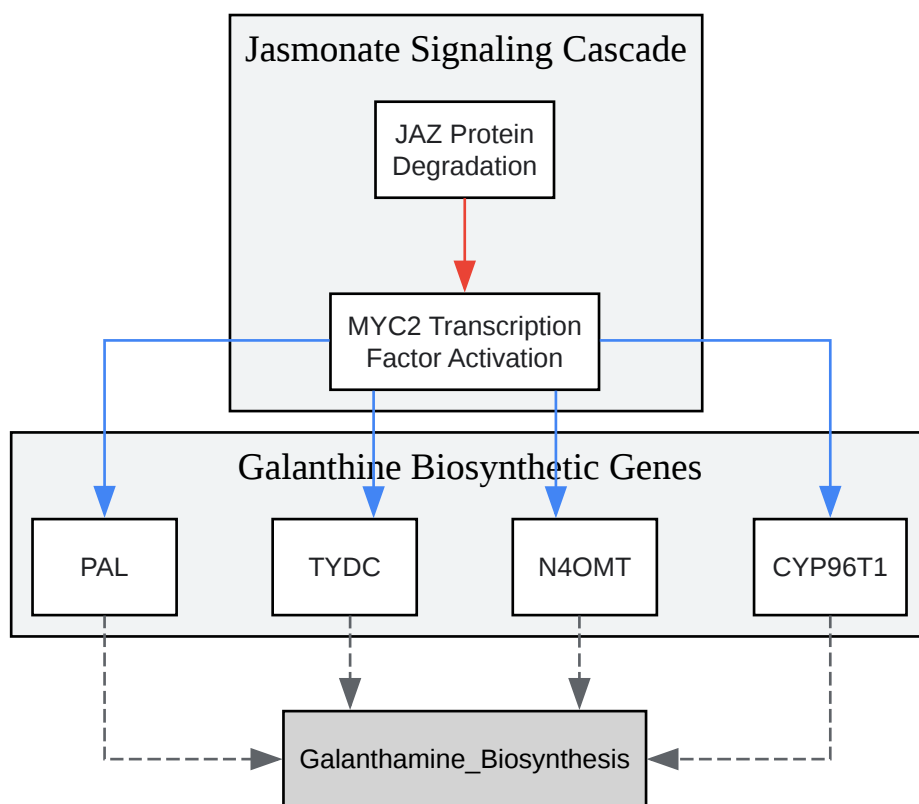 Jasmonate Signaling Cascade
JAZ Protein
Degradation
MYC2 Transcription
Factor Activation
Galanthine Biosynthetic Genes
PAL
TYDC
N4OMT
CYP96T1
Galanthamine_Biosynthesis